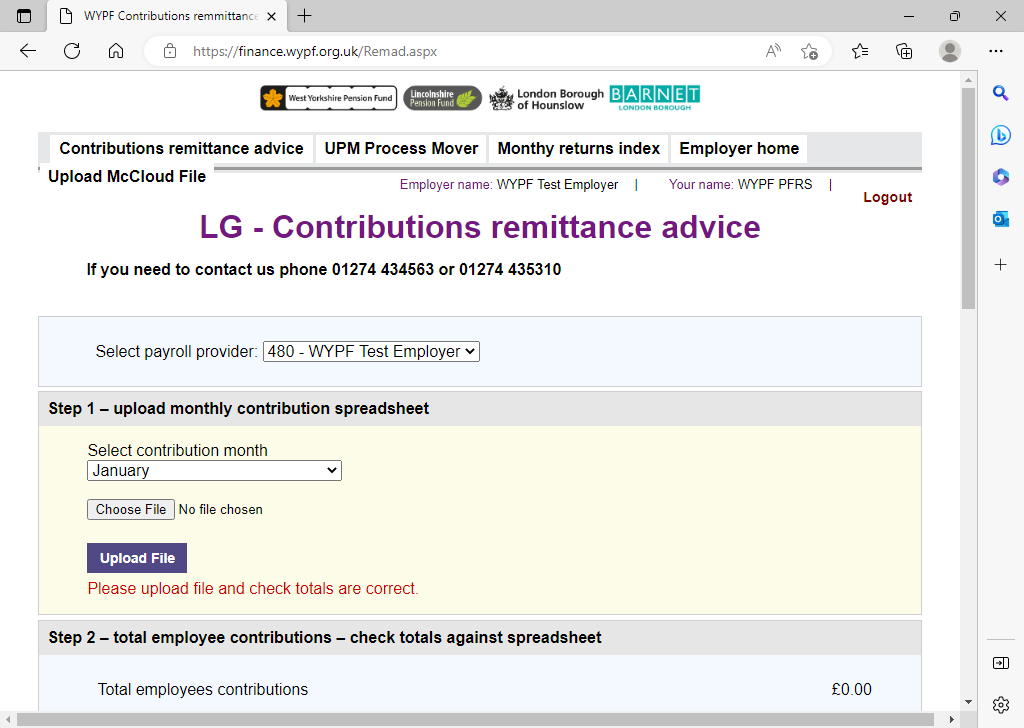 WYPF Contributions remmittance
https://finance.wypf.org.uk/Remad.aspx
West Yorkshire Pension Fund
Lincolnshire
Pension Fund
London Borough
of Hounslow
BARNET
LONDON BOROUGH
Contributions remittance advice UPM Process Mover Monthy returns index Employer home
Upload McCloud File
Employer name: WYPF Test Employer | Your name: WYPF PFRS |
Logout
LG - Contributions remittance advice
If you need to contact us phone 01274 434563 or 01274 435310
Select payroll provider: 480 - WYPF Test Employer
Step 1 – upload monthly contribution spreadsheet
Select contribution month
January
Choose File No file chosen
Upload File
Please upload file and check totals are correct.
Step 2 – total employee contributions – check totals against spreadsheet
Total employees contributions £0.00